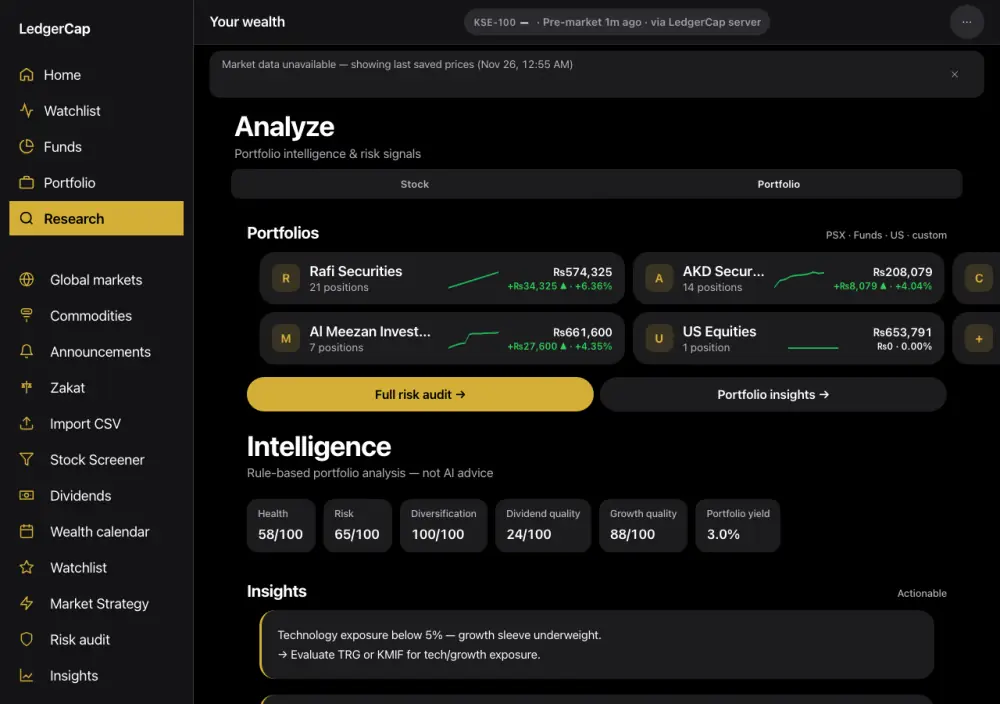 LedgerCap
Home
Watchlist
Funds
Portfolio
Research
Global markets
Commodities
Announcements
Zakat
Import CSV
Stock Screener
Dividends
Wealth calendar
Watchlist
Market Strategy
Risk audit
Insights
Your wealth
KSE-100 — · Pre-market 1m ago · via LedgerCap server
···
Market data unavailable — showing last saved prices (Nov 26, 12:55 AM)
×
Analyze
Portfolio intelligence & risk signals
Stock
Portfolio
Portfolios
PSX · Funds · US · custom
R
Rafi Securities
21 positions
₨574,325
+₨34,325 ▲ · +6.36%
A
AKD Secur...
14 positions
₨208,079
+₨8,079 ▲ · +4.04%
C
M
Al Meezan Invest...
7 positions
₨661,600
+₨27,600 ▲ · +4.35%
U
US Equities
1 position
₨653,791
₨0 · 0.00%
+
Full risk audit →
Portfolio insights →
Intelligence
Rule-based portfolio analysis — not AI advice
Health
58/100
Risk
65/100
Diversification
100/100
Dividend quality
24/100
Growth quality
88/100
Portfolio yield
3.0%
Insights
Actionable
Technology exposure below 5% — growth sleeve underweight.
→ Evaluate TRG or KMIF for tech/growth exposure.